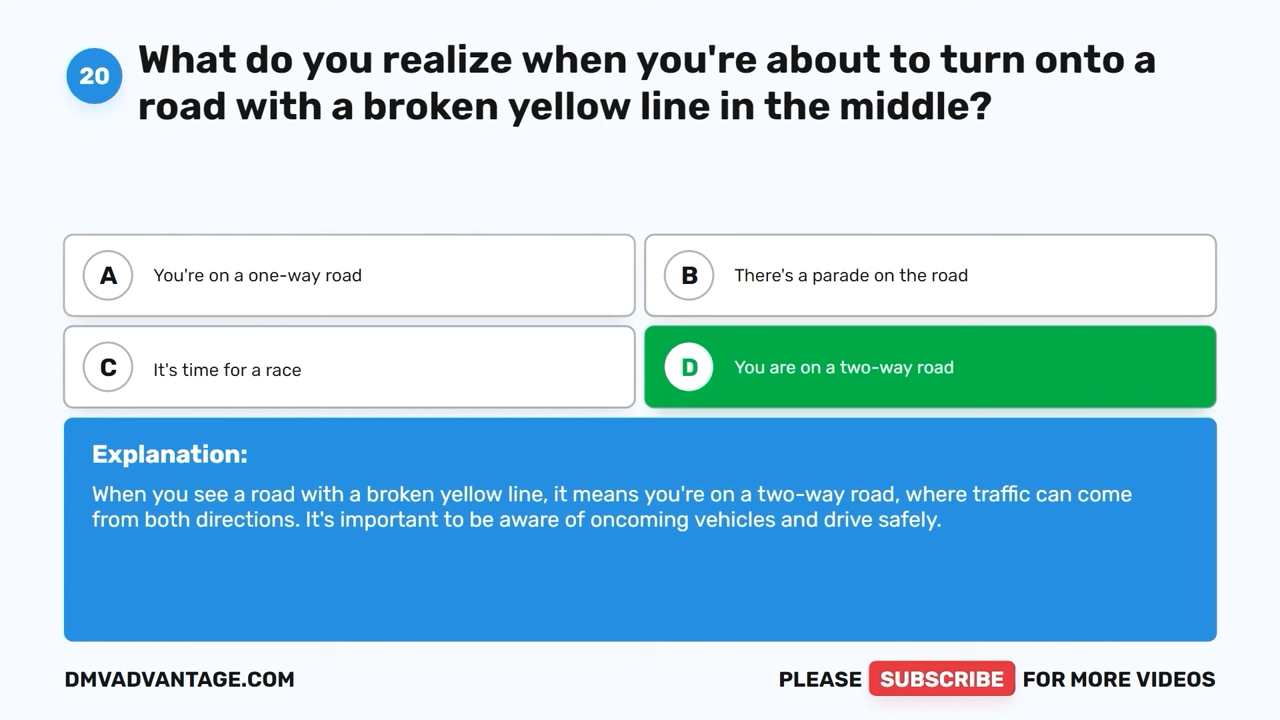 20
What do you realize when you're about to turn onto a
road with a broken yellow line in the middle?
A
You're on a one-way road
B
There's a parade on the road
C
It's time for a race
D
You are on a two-way road
Explanation:
When you see a road with a broken yellow line, it means you're on a two-way road, where traffic can come
from both directions. It's important to be aware of oncoming vehicles and drive safely.
DMVADVANTAGE.COM
PLEASE SUBSCRIBE FOR MORE VIDEOS